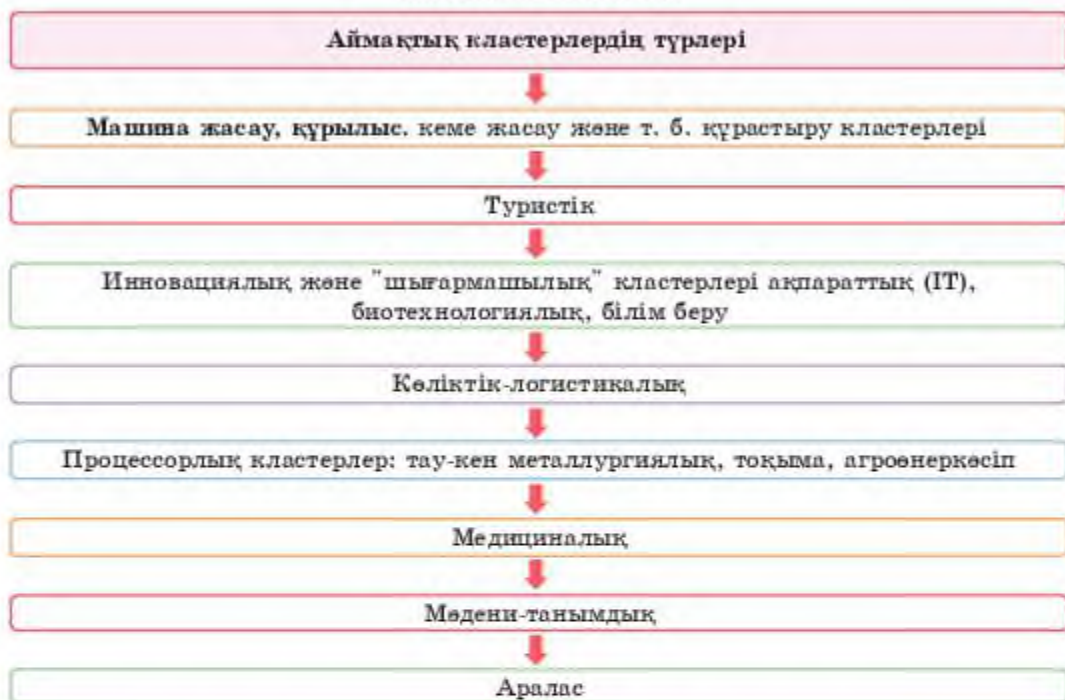 Аймақтық кластерлердің түрлері
Машина жасау, құрылыс. кеме жасау және т. б. құрастыру кластерлері
Туристік
Инновациялық және "шығармашылық" кластерлері ақпараттық (IT),
биотехнологиялық, білім беру
Көліктік-логистикалық
Процессорлық кластерлер: тау-кен металлургиялық, тоқыма, агроөнеркәсіп
Медициналық
Мәдени-танымдық
Аралас